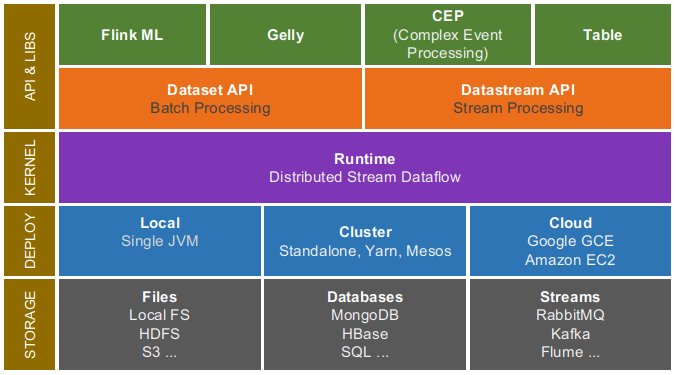 API & LIBS
Flink ML
Gelly
CEP
(Complex Event
Processing)
Table
Dataset API
Batch Processing
Datastream API
Stream Processing
KERNEL
Runtime
Distributed Stream Dataflow
DEPLOY
Local
Single JVM
Cluster
Standalone, Yarn, Mesos
Cloud
Google GCE
Amazon EC2
STORAGE
Files
Local FS
HDFS
S3 ...
Databases
MongoDB
HBase
SQL ...
Streams
RabbitMQ
Kafka
Flume ...